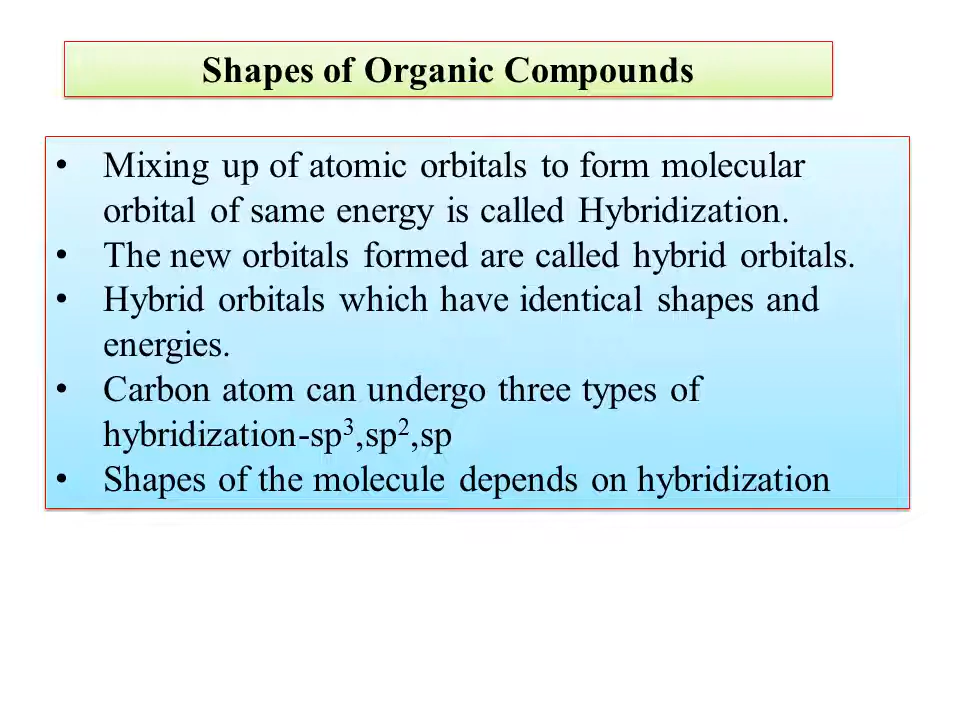 Shapes of Organic Compounds
• Mixing up of atomic orbitals to form molecular
orbital of same energy is called Hybridization.
• The new orbitals formed are called hybrid orbitals.
• Hybrid orbitals which have identical shapes and
energies.
• Carbon atom can undergo three types of
hybridization-sp³,sp²,sp
• Shapes of the molecule depends on hybridization